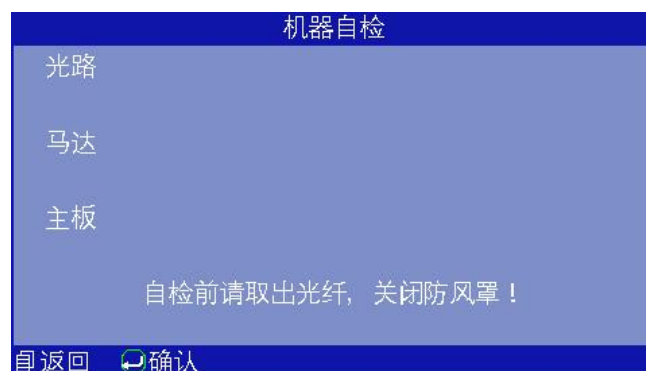 机器自检
光路
马达
主板
自检前请取出光纤，关闭防风罩！
返回 确认